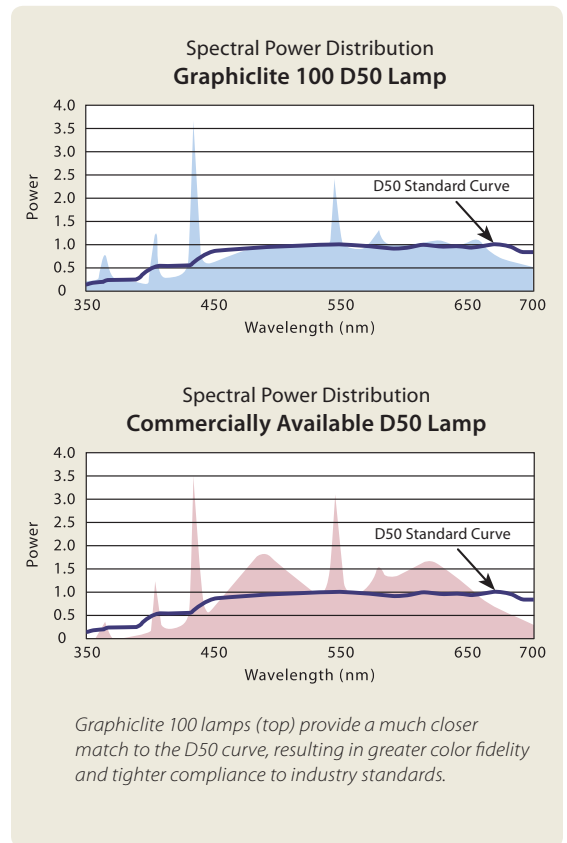 Spectral Power Distribution
Graphiclite 100 D50 Lamp
4.0
3.5
3.0
2.5
2.0
1.5
1.0
0.5
0
Power
D50 Standard Curve
350 450 550 650 700
Wavelength (nm)
Spectral Power Distribution
Commercially Available D50 Lamp
4.0
3.5
3.0
2.5
2.0
1.5
1.0
0.5
0
Power
D50 Standard Curve
350 450 550 650 700
Wavelength (nm)
Graphiclite 100 lamps (top) provide a much closer
match to the D50 curve, resulting in greater color fidelity
and tighter compliance to industry standards.